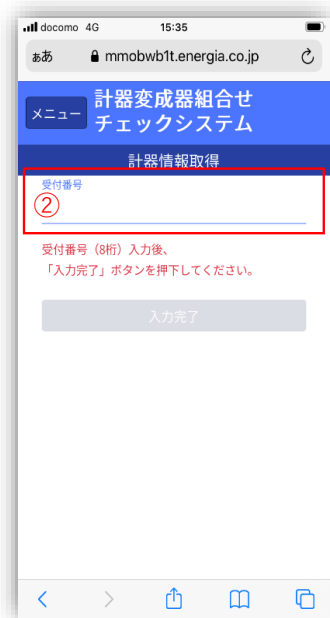 docomo 4G 15:35
ああ mmobwb1t.energia.co.jp
メニュー
計器変成器組合せ
チェックシステム
計器情報取得
受付番号
②
受付番号（8桁）入力後、
「入力完了」ボタンを押下してください。
入力完了